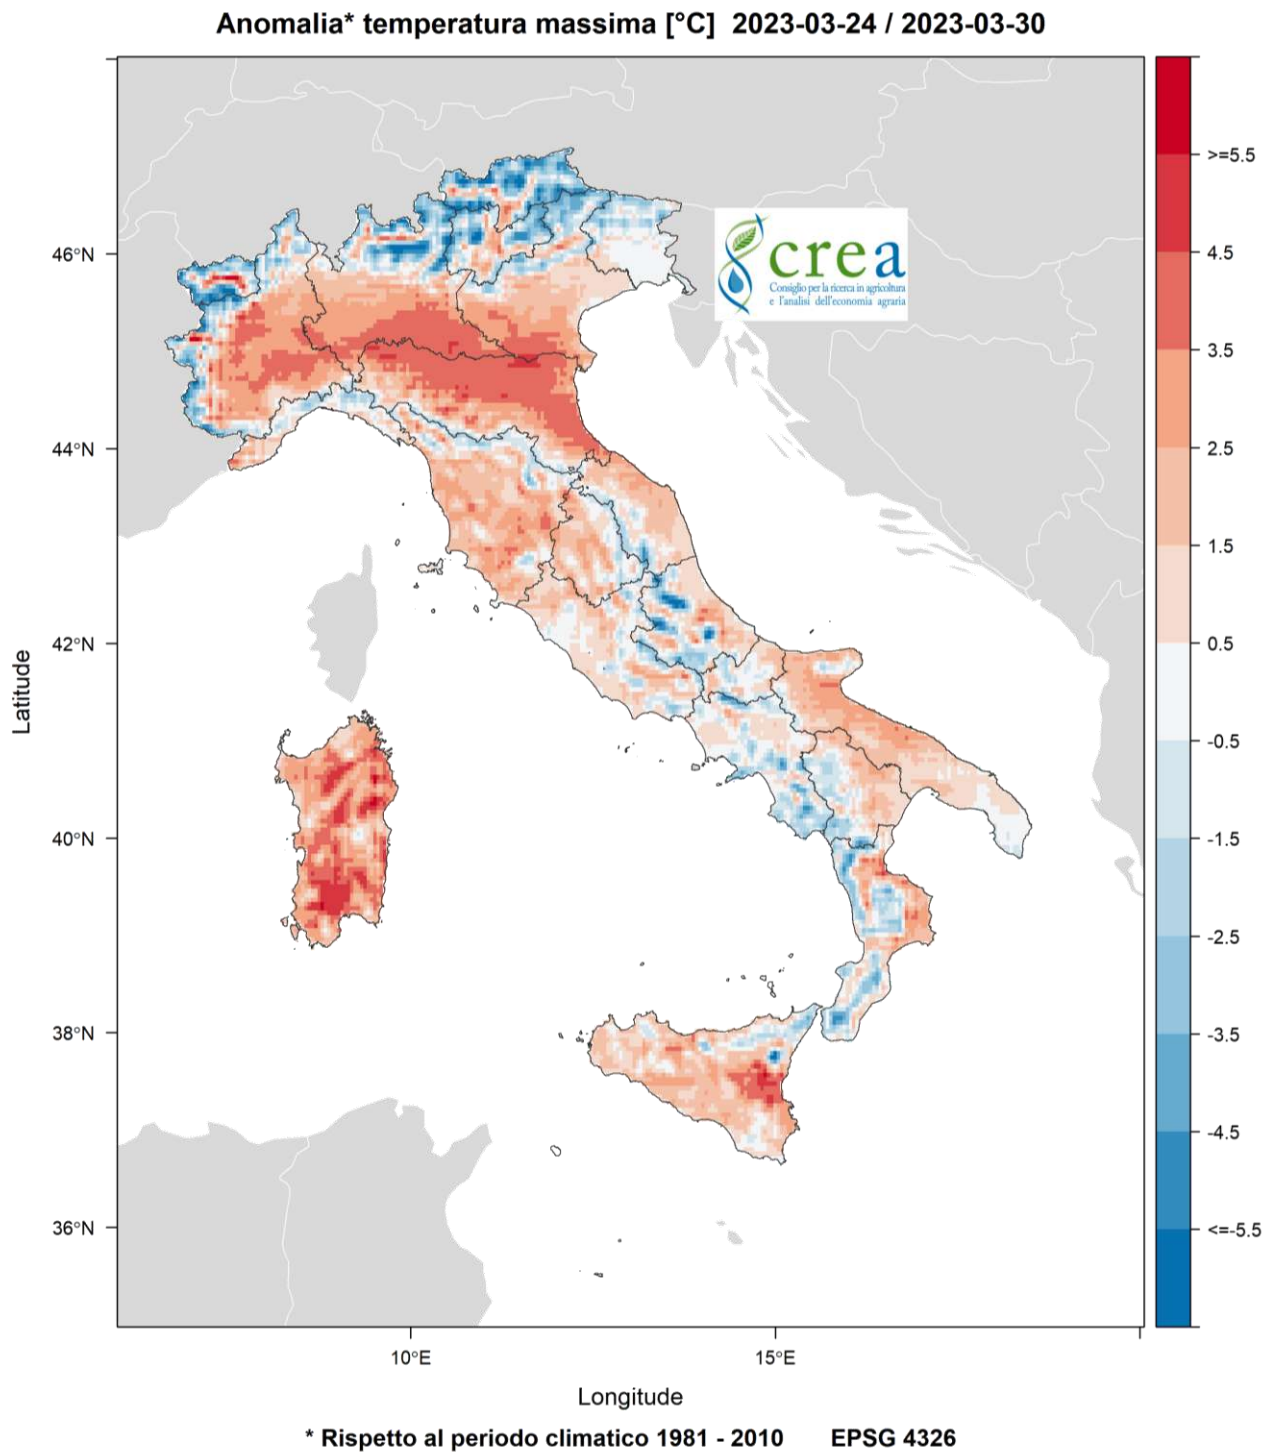 Anomalia* temperatura massima [°C] 2023-03-24 / 2023-03-30
>=5.5
4.5
3.5
2.5
1.5
0.5
-0.5
-1.5
-2.5
-3.5
-4.5
<=-5.5
crea
Consiglio per la ricerca in agricoltura
e l'analisi dell'economia agraria
46°N
44°N
42°N
40°N
38°N
36°N
Latitude
10°E
15°E
Longitude
* Rispetto al periodo climatico 1981 - 2010 EPSG 4326